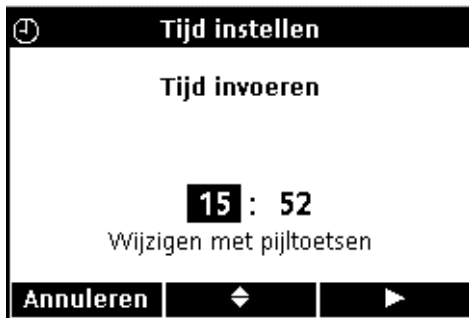 Tijd instellen
Tijd invoeren
15 : 52
Wijzigen met pijltoetsen
Annuleren